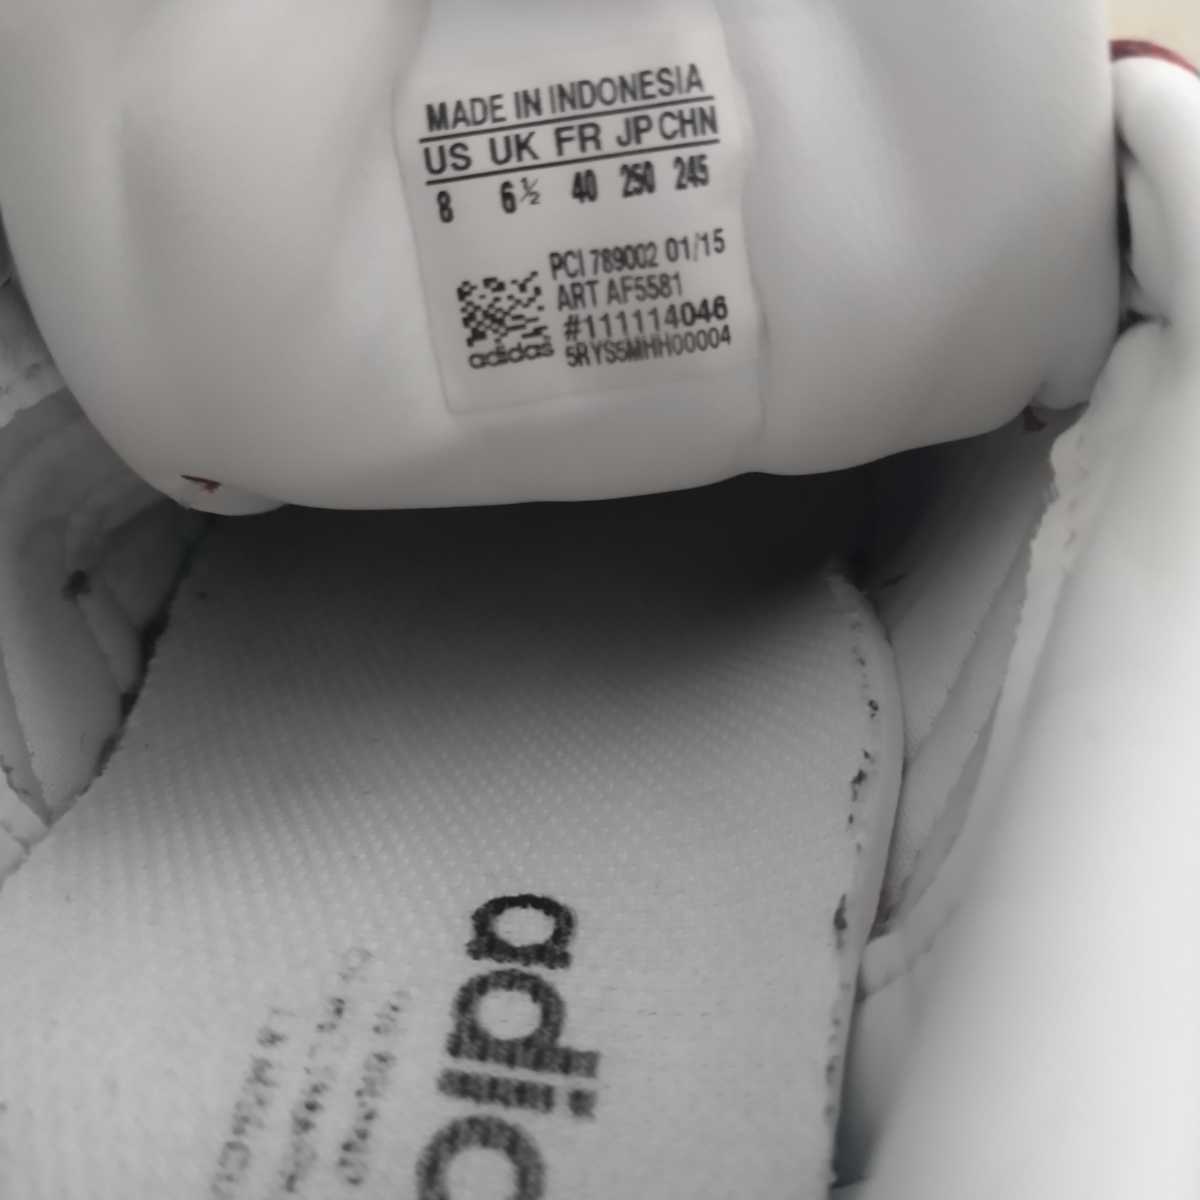 MADE IN INDONESIA
US UK FR JP CHN
8 6½ 40 250 245
PCI 789002 01/15
ART AF5581
#111114046
adidas 5RYS5MHH00004
adi